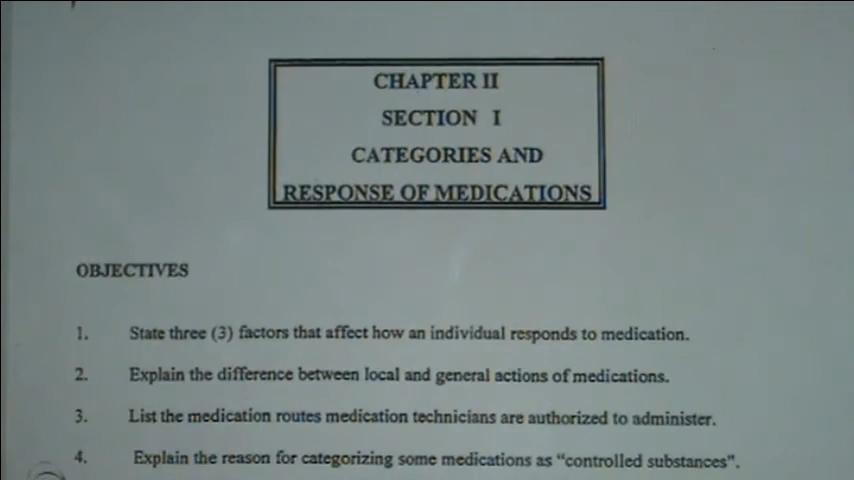 CHAPTER II
SECTION I
CATEGORIES AND
RESPONSE OF MEDICATIONS
OBJECTIVES
1. State three (3) factors that affect how an individual responds to medication.
2. Explain the difference between local and general actions of medications.
3. List the medication routes medication technicians are authorized to administer.
4. Explain the reason for categorizing some medications as “controlled substances”.